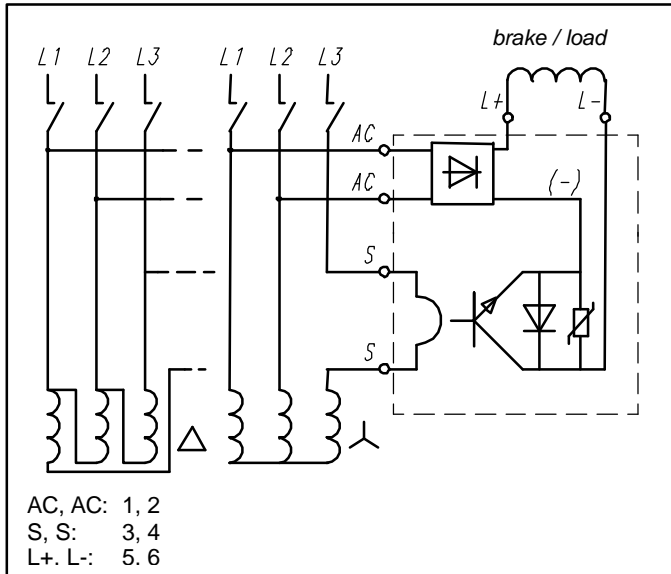 brake / load
L1 L2 L3 L1 L2 L3
L+ L-
AC
AC (-)
S
S
AC, AC: 1, 2
S, S: 3, 4
L+. L-: 5. 6